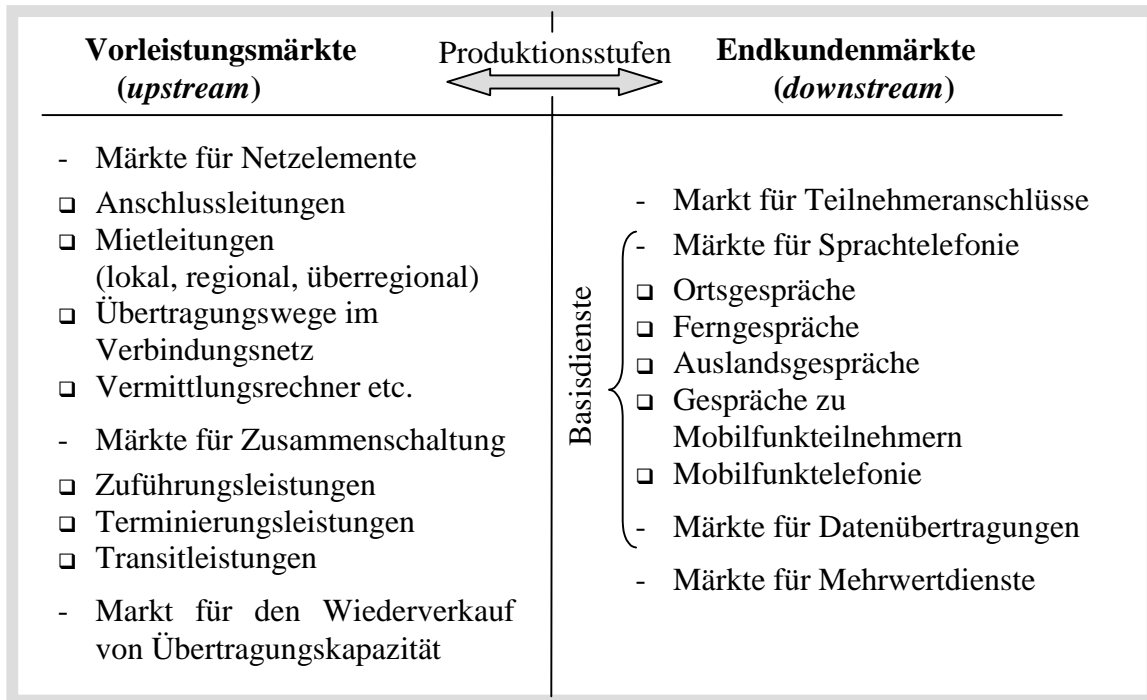 Vorleistungsmärkte
(upstream)
Produktionsstufen
Endkundenmärkte
(downstream)
- Märkte für Netzelemente
❑ Anschlussleitungen
❑ Mietleitungen
(lokal, regional, überregional)
❑ Übertragungswege im
Verbindungsnetz
❑ Vermittlungsrechner etc.
- Märkte für Zusammenschaltung
❑ Zuführungsleistungen
❑ Terminierungsleistungen
❑ Transitleistungen
- Markt für den Wiederverkauf
von Übertragungskapazität
- Markt für Teilnehmeranschlüsse
Basisdienste
- Märkte für Sprachtelefonie
❑ Ortsgespräche
❑ Ferngespräche
❑ Auslandsgespräche
❑ Gespräche zu
Mobilfunkteilnehmern
❑ Mobilfunktelefonie
- Märkte für Datenübertragungen
- Märkte für Mehrwertdienste